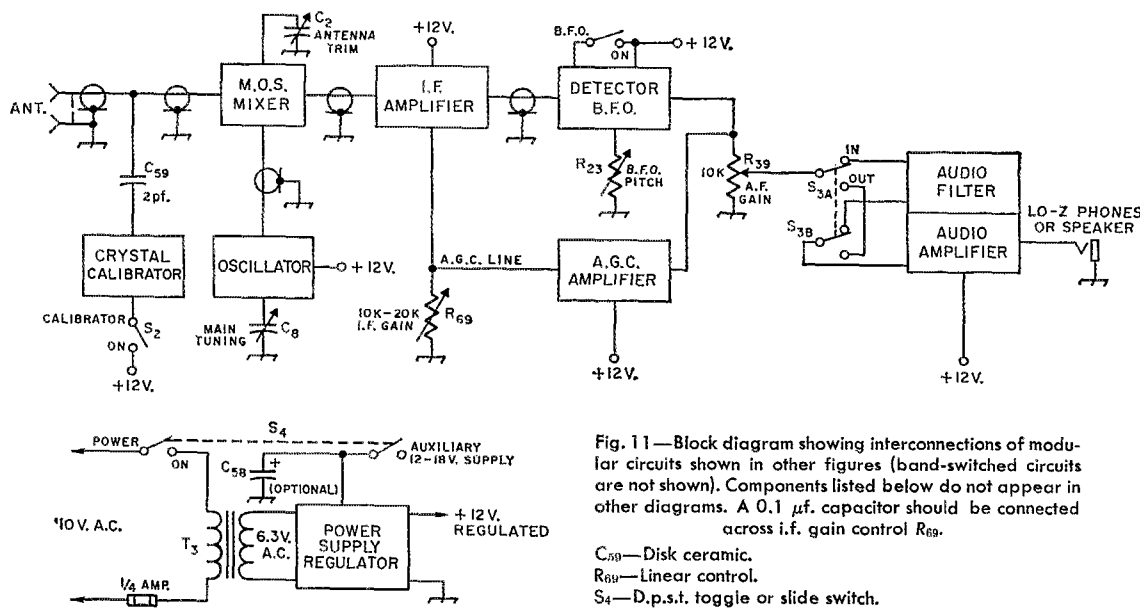 C2
ANTENNA
TRIM
+12V.
B.F.O.
ON
+12V.
ANT.
M.O.S.
MIXER
I.F.
AMPLIFIER
DETECTOR
B.F.O.
C59
2pf.
R23
B.F.O.
PITCH
R39
10K
A.F.
GAIN
IN
S3A
OUT
S3B
AUDIO
FILTER
AUDIO
AMPLIFIER
LO-Z PHONES
OR SPEAKER
CRYSTAL
CALIBRATOR
OSCILLATOR
+12V.
A.G.C. LINE
A.G.C.
AMPLIFIER
CALIBRATOR
S2
ON
+12V.
MAIN
TUNING
C8
10K-20K
I.F. GAIN
R69
+12V.
+12V.
POWER
ON
S4
AUXILIARY
12-18V. SUPPLY
C58
+
(OPTIONAL)
110V. A.C.
T3
6.3V.
A.C.
POWER
SUPPLY
REGULATOR
+12V.
REGULATED
1/4 AMP.
Fig. 11—Block diagram showing interconnections of modu-
lar circuits shown in other figures (band-switched circuits
are not shown). Components listed below do not appear in
other diagrams. A 0.1 μf. capacitor should be connected
across i.f. gain control R69.
C59—Disk ceramic.
R69—Linear control.
S4—D.p.s.t. toggle or slide switch.